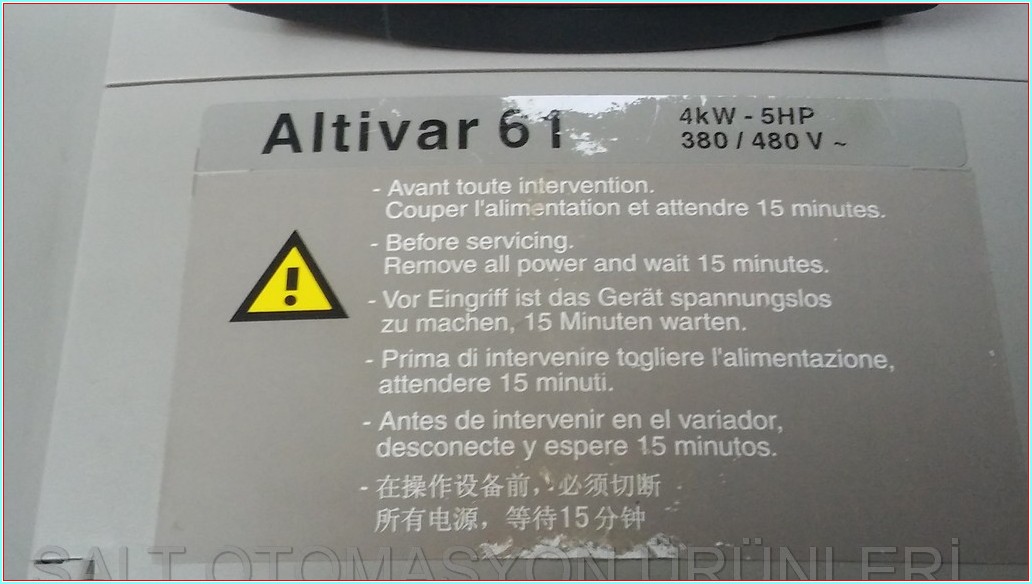 Altivar 61
4kW - 5HP
380 / 480 V ~
- Avant toute intervention.
Couper l'alimentation et attendre 15 minutes.
- Before servicing.
Remove all power and wait 15 minutes.
- Vor Eingriff ist das Gerät spannungslos
zu machen, 15 Minuten warten.
- Prima di intervenire togliere l'alimentazione,
attendere 15 minuti.
- Antes de intervenir en el variador,
desconecte y espere 15 minutos.
- 在操作设备前，必须切断
所有电源，等待15分钟
SALT OTOMASYON ÜRÜNLERİ